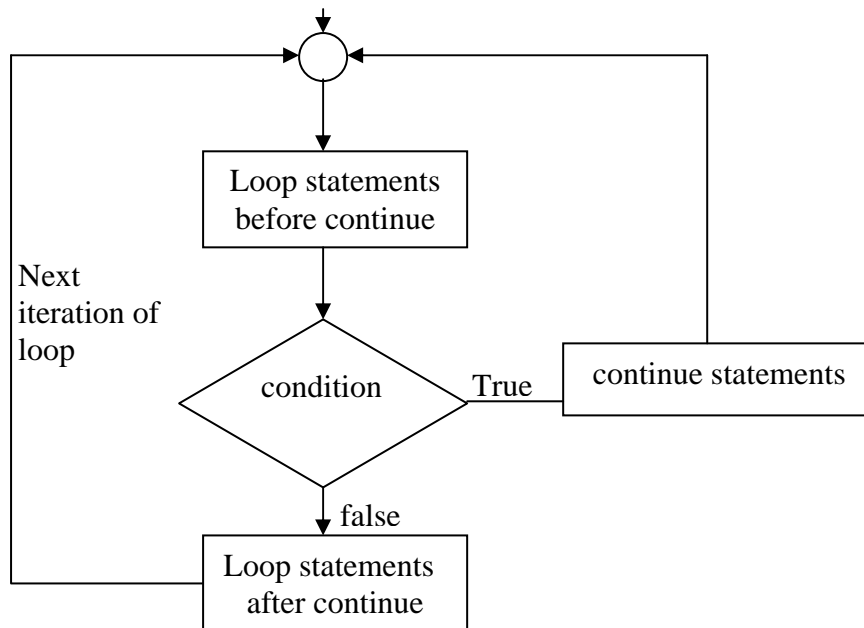 Loop statements
before continue
Next
iteration of
loop
condition
True
continue statements
false
Loop statements
after continue